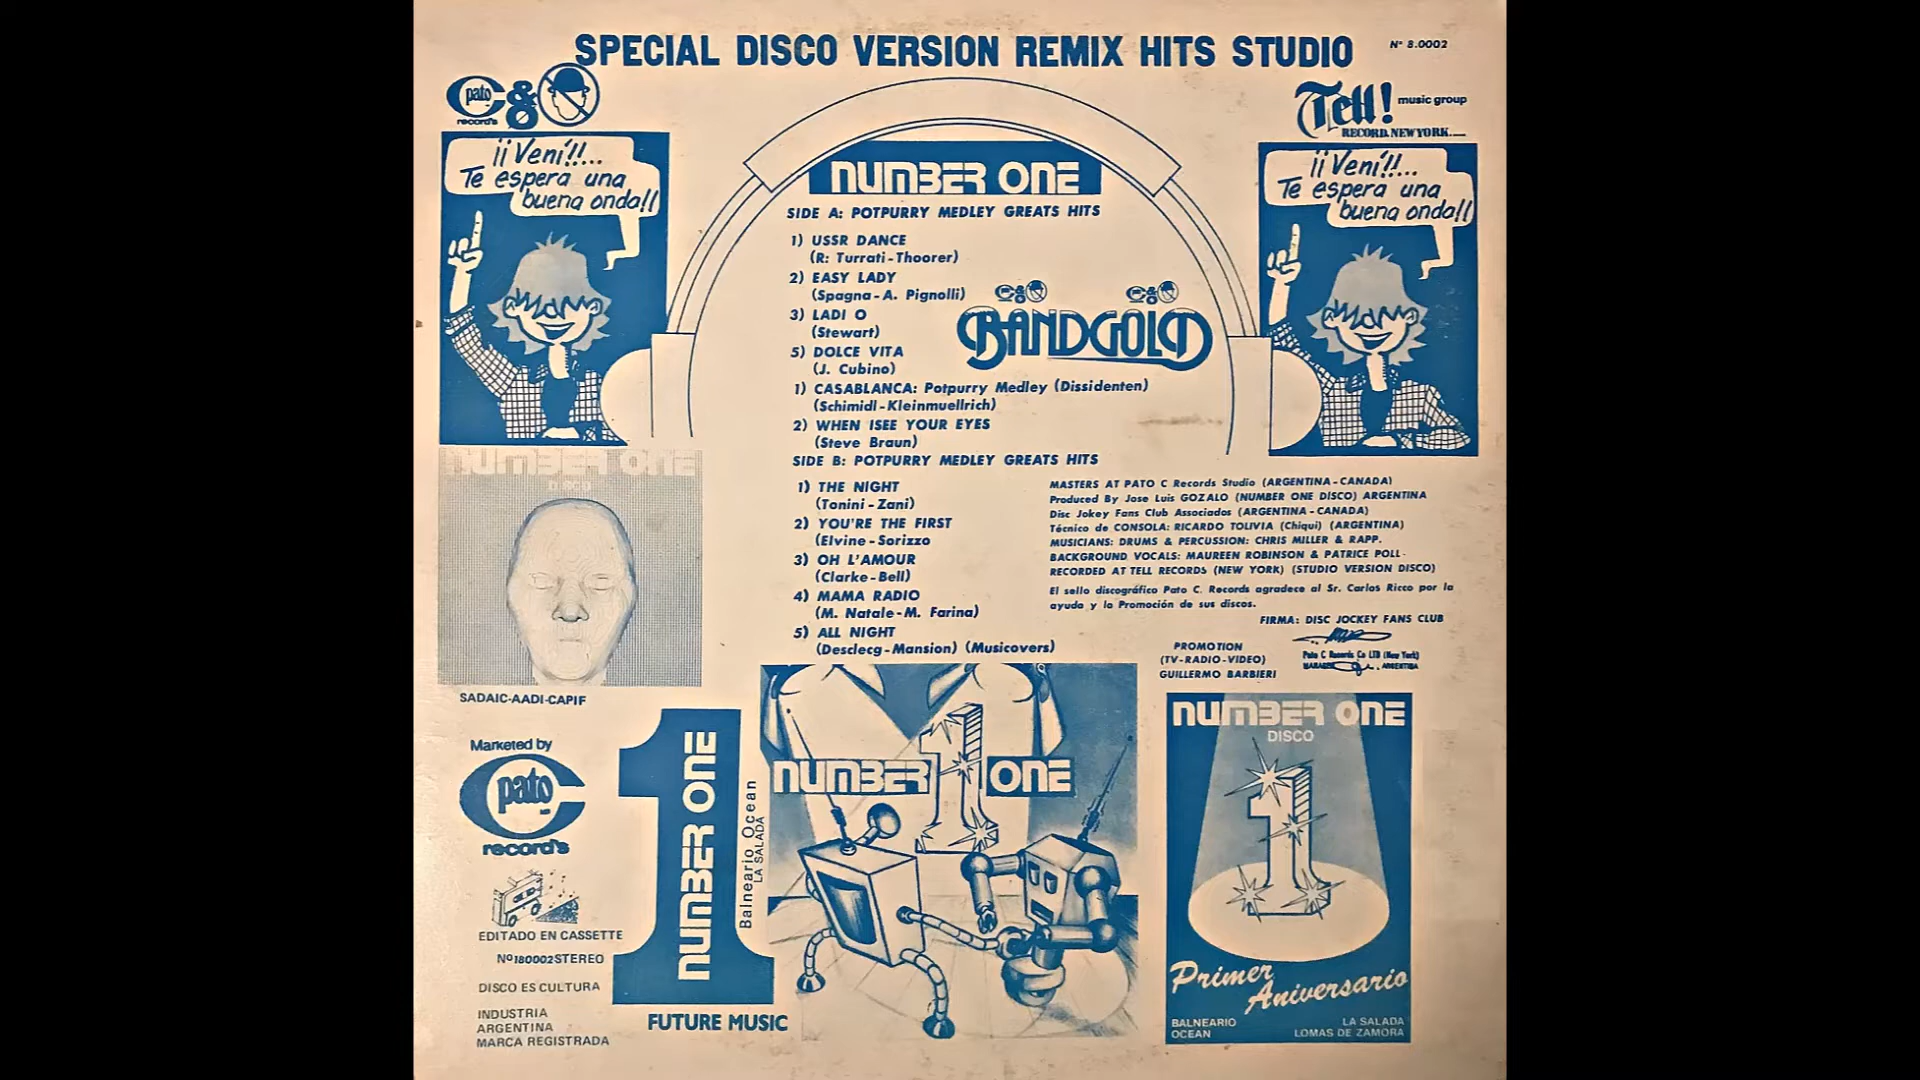 SPECIAL DISCO VERSION REMIX HITS STUDIO
Nº 8.0002
C pato record's
&
Tell! music group
RECORD. NEW YORK.....
¡¡Vení!!...
Te espera una
buena onda!!
¡¡Vení!!...
Te espera una
buena onda!!
NUMBER ONE
SIDE A: POTPURRY MEDLEY GREATS HITS
1) USSR DANCE
(R: Turrati-Thoorer)
2) EASY LADY
(Spagna-A. Pignolli)
3) LADI O
(Stewart)
5) DOLCE VITA
(J. Cubino)
BANDGOLD
1) CASABLANCA: Potpurry Medley (Dissidenten)
(Schimidl-Kleinmuellrich)
2) WHEN ISEE YOUR EYES
(Steve Braun)
SIDE B: POTPURRY MEDLEY GREATS HITS
1) THE NIGHT
(Tonini-Zani)
2) YOU'RE THE FIRST
(Elvine-Sorizzo
3) OH L'AMOUR
(Clarke-Bell)
4) MAMA RADIO
(M. Natale-M. Farina)
5) ALL NIGHT
(Desclecg-Mansion) (Musicovers)
MASTERS AT PATO C Records Studio (ARGENTINA-CANADA)
Produced By Jose Luis GOZALO (NUMBER ONE DISCO) ARGENTINA
Disc Jokey Fans Club Associados (ARGENTINA-CANADA)
Técnico de CONSOLA: RICARDO TOLIVIA (Chiqui) (ARGENTINA)
MUSICIANS: DRUMS & PERCUSSION: CHRIS MILLER & RAPP.
BACKGROUND VOCALS: MAUREEN ROBINSON & PATRICE POLL.
RECORDED AT TELL RECORDS (NEW YORK) (STUDIO VERSION DISCO)
El sello discográfico Pato C. Records agradece al Sr. Carlos Ricco por la
ayuda y la Promoción de sus discos.
FIRMA: DISC JOCKEY FANS CLUB
Pato C Records Co LTD (New York)
MANAGER ARGENTINA
PROMOTION
(TV-RADIO-VIDEO)
GUILLERMO BARBIERI
NUMBER ONE
DISCO
SADAIC-AADI-CAPIF
Marketed by
C pato
record's
EDITADO EN CASSETTE
Nº180002STEREO
DISCO ES CULTURA
INDUSTRIA
ARGENTINA
MARCA REGISTRADA
1
NUMBER ONE
Balneario Ocean
LA SALADA
FUTURE MUSIC
NUMBER 1 ONE
NUMBER ONE
DISCO
1
Primer
Aniversario
BALNEARIO
OCEAN
LA SALADA
LOMAS DE ZAMORA